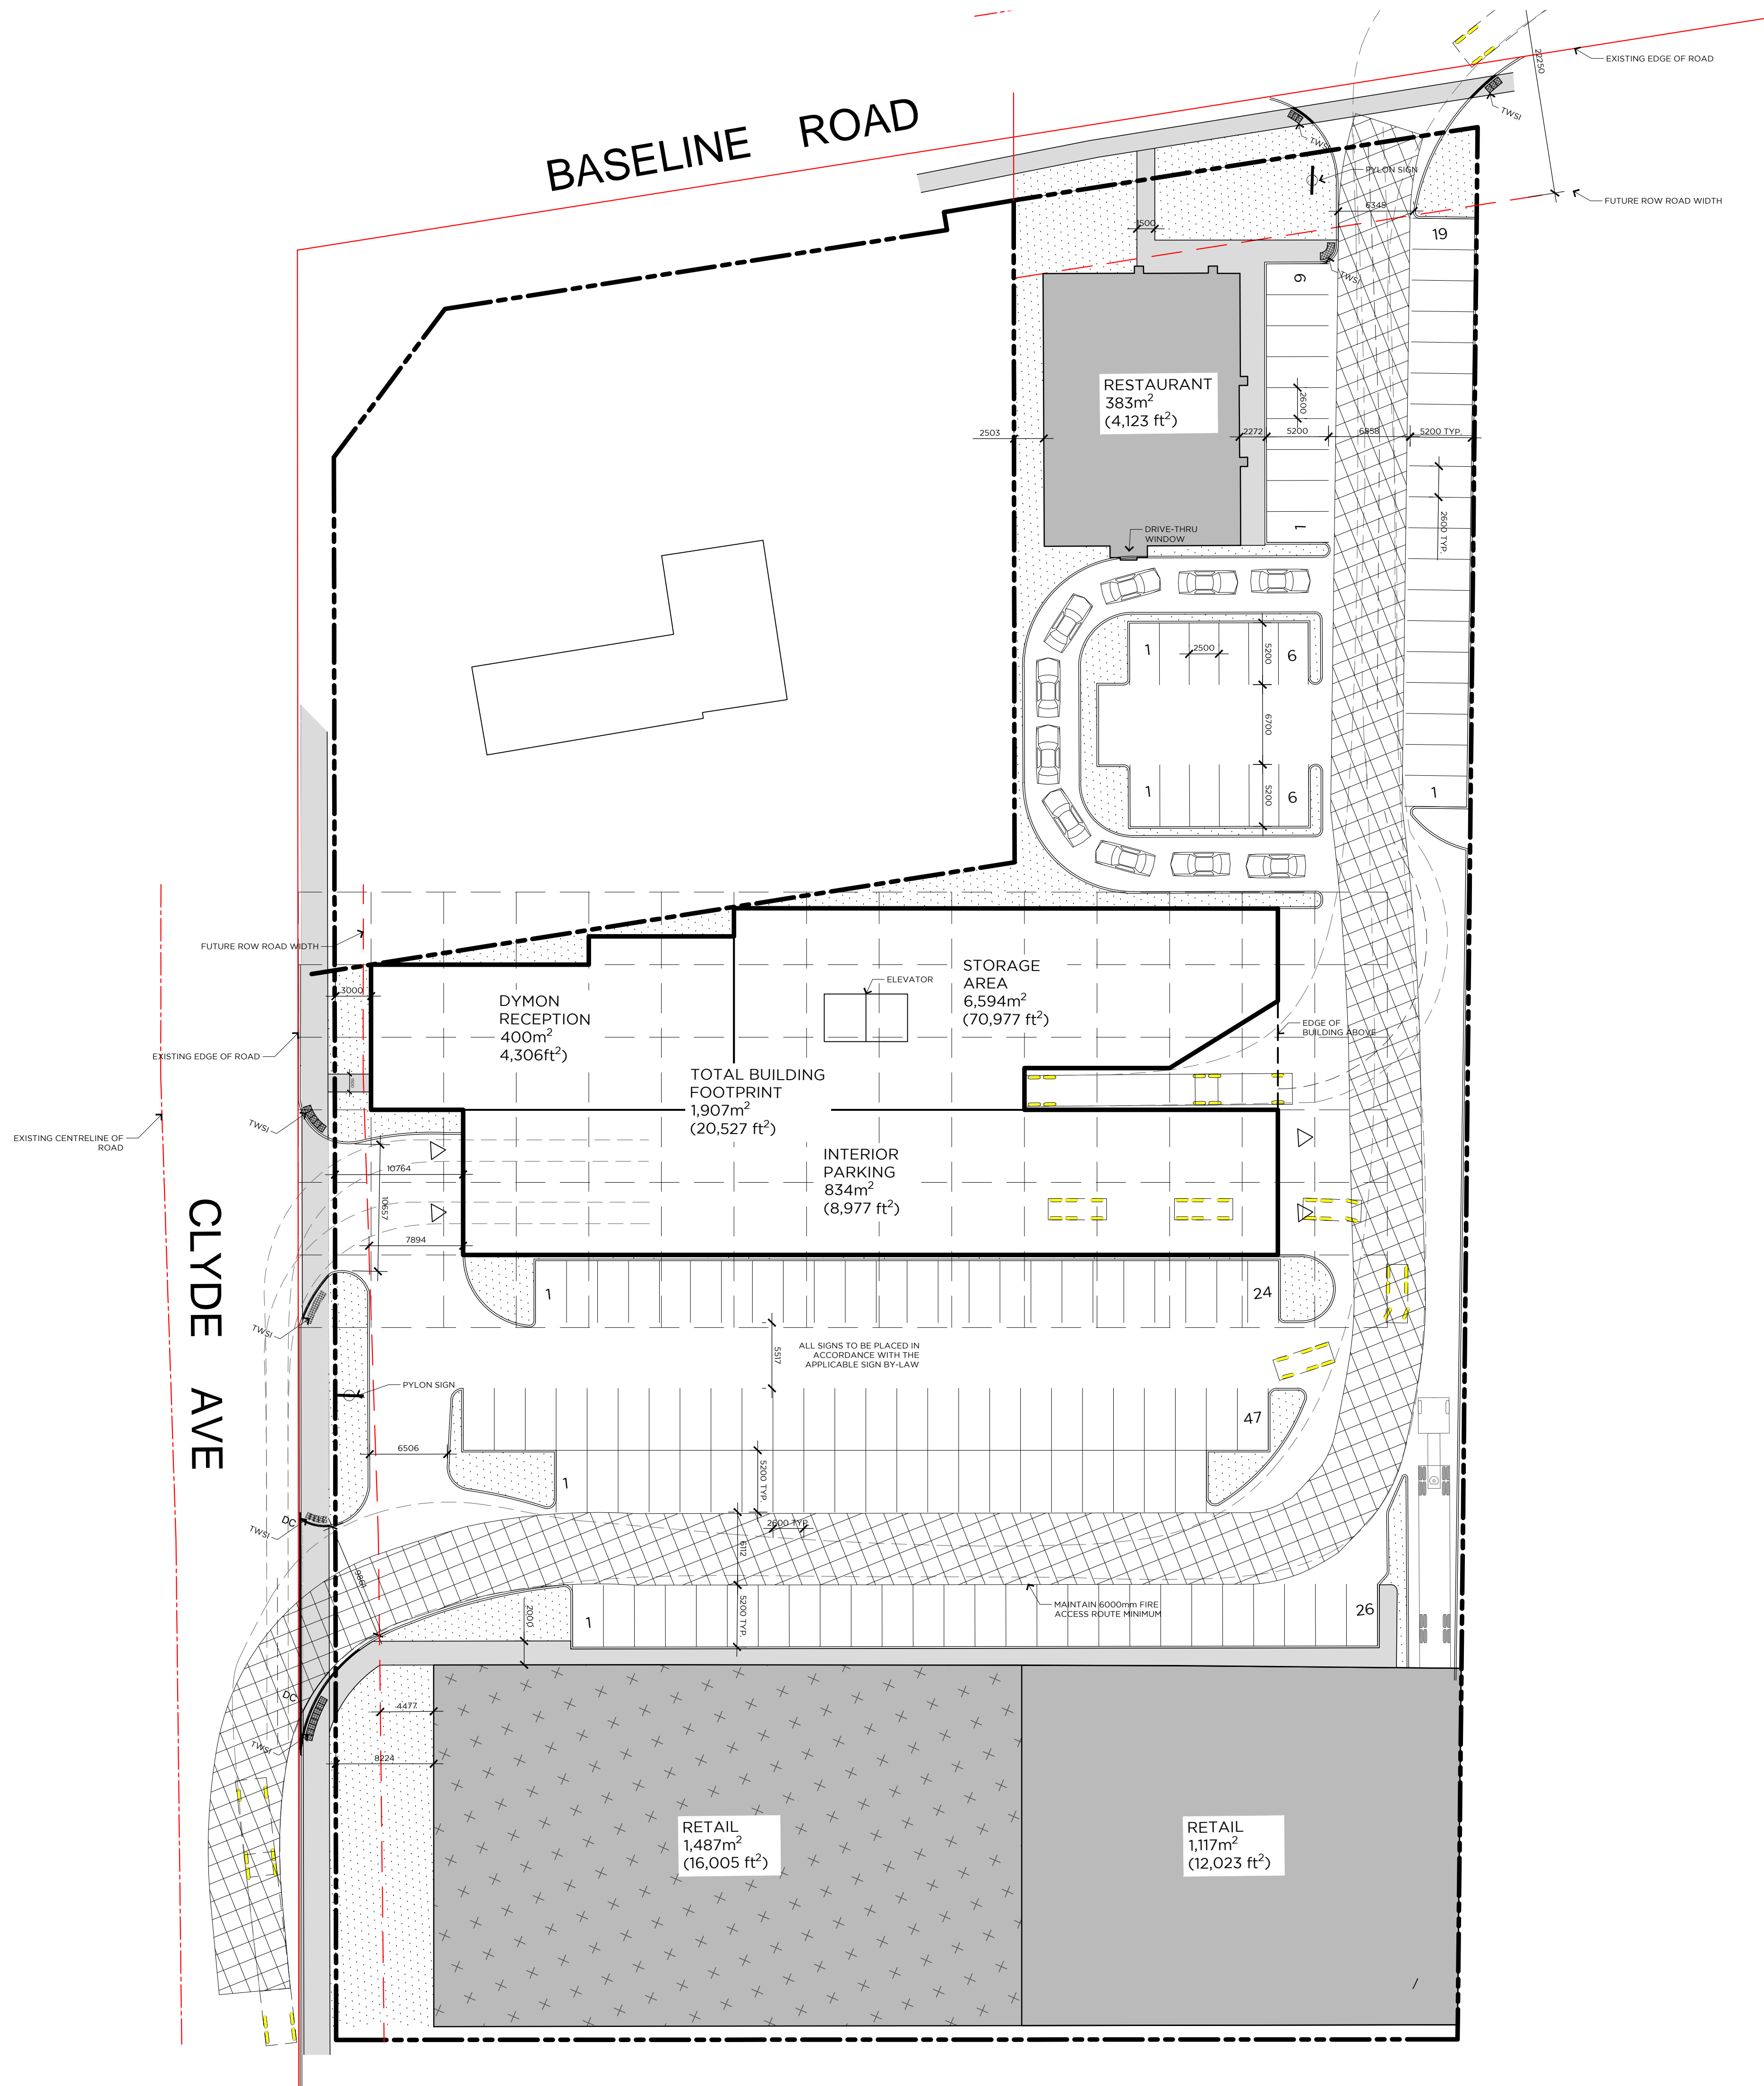 EXISTING EDGE OF ROAD
22250
TWSI
BASELINE ROAD
TWSI
PYLON SIGN
FUTURE ROW ROAD WIDTH
6349
1500
19
TWSI
9
RESTAURANT
383m²
(4,123 ft²)
2600
2503
2272
5200
6858
5200 TYP.
2600 TYP.
1
DRIVE-THRU
WINDOW
1
2500
5200
6
6700
1
5200
6
1
FUTURE ROW ROAD WIDTH
STORAGE
AREA
6,594m²
(70,977 ft²)
ELEVATOR
3000
DYMON
RECEPTION
400m²
4,306ft²)
EDGE OF
BUILDING ABOVE
EXISTING EDGE OF ROAD
TOTAL BUILDING
FOOTPRINT
1,907m²
(20,527 ft²)
TWSI
EXISTING CENTRELINE OF
ROAD
INTERIOR
PARKING
834m²
(8,977 ft²)
10764
10657
7894
CLYDE AVE
1
24
TWSI
5517
ALL SIGNS TO BE PLACED IN
ACCORDANCE WITH THE
APPLICABLE SIGN BY-LAW
PYLON SIGN
47
6506
5200 TYP.
1
DC
TWSI
2600 TYP.
6112
MAINTAIN 6000mm FIRE
ACCESS ROUTE MINIMUM
2000
1
5200 TYP.
26
DC
4477
TWSI
8224
RETAIL
1,487m²
(16,005 ft²)
RETAIL
1,117m²
(12,023 ft²)